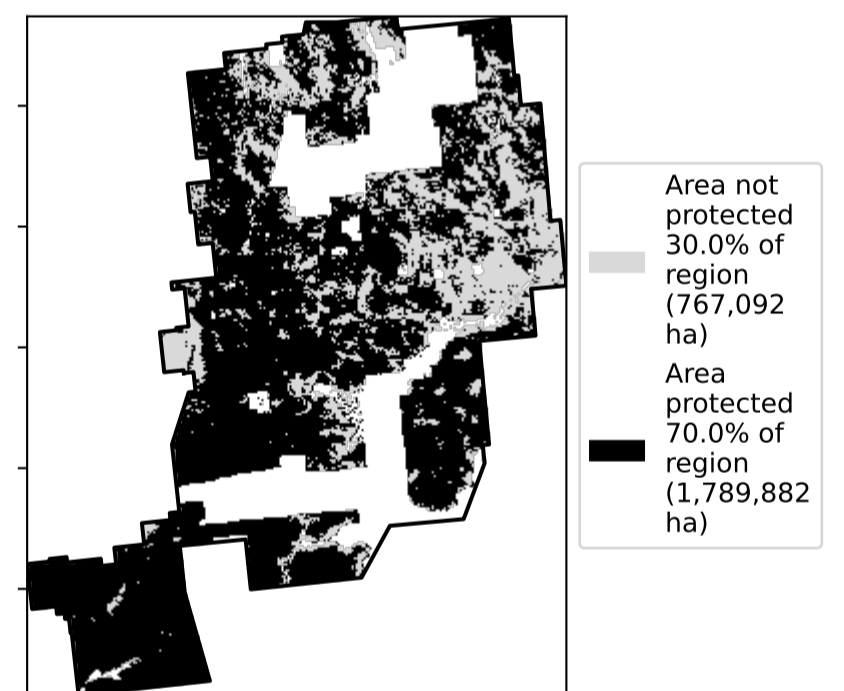 Area not
protected
30.0% of
region
(767,092
ha)
Area
protected
70.0% of
region
(1,789,882
ha)